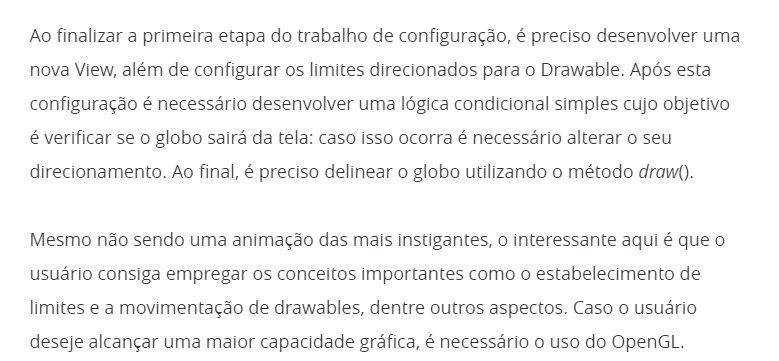 Ao finalizar a primeira etapa do trabalho de configuração, é preciso desenvolver uma
nova View, além de configurar os limites direcionados para o Drawable. Após esta
configuração é necessário desenvolver uma lógica condicional simples cujo objetivo
é verificar se o globo sairá da tela: caso isso ocorra é necessário alterar o seu
direcionamento. Ao final, é preciso delinear o globo utilizando o método draw().
Mesmo não sendo uma animação das mais instigantes, o interessante aqui é que o
usuário consiga empregar os conceitos importantes como o estabelecimento de
limites e a movimentação de drawables, dentre outros aspectos. Caso o usuário
deseje alcançar uma maior capacidade gráfica, é necessário o uso do OpenGL.